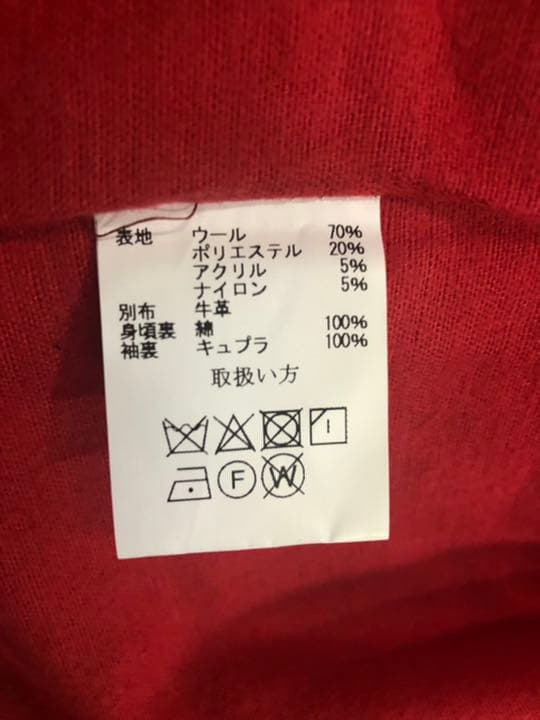 表地 ウール 70%
ポリエステル 20%
アクリル 5%
ナイロン 5%
別布 牛革
身頃裏 綿 100%
袖裏 キュプラ 100%
取扱い方
F W